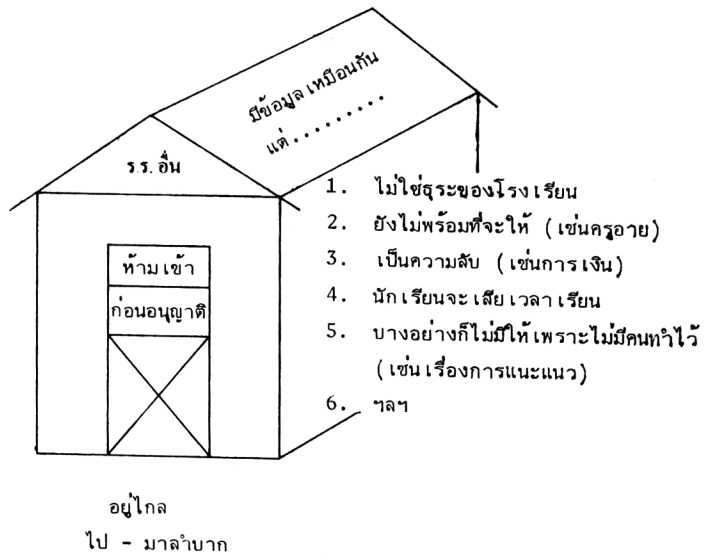 มีข้อมูลเหมือนกัน
แต่.........
ร.ร. อื่น
ห้ามเข้า
ก่อนอนุญาติ
1. ไม่ใช่ธุระของโรงเรียน
2. ยังไม่พร้อมที่จะให้ (เช่นครูอาย)
3. เป็นความลับ (เช่นการเงิน)
4. นักเรียนจะเสียเวลาเรียน
5. บางอย่างก็ไม่มีให้เพราะไม่มีคนทำไว้
(เช่นเรื่องการแนะแนว)
6. ฯลฯ
อยู่ไกล
ไป - มาลำบาก